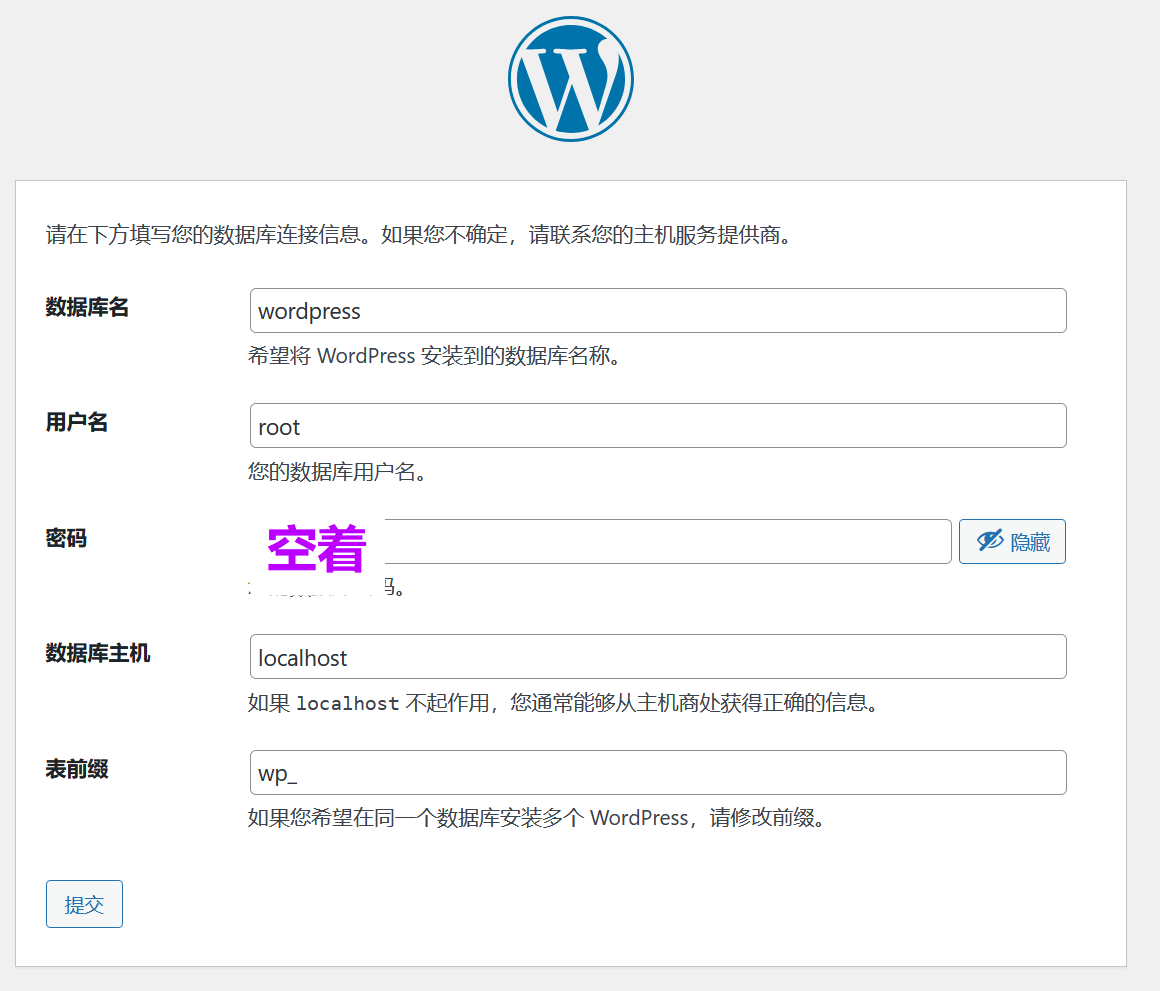 请在下方填写您的数据库连接信息。如果您不确定，请联系您的主机服务提供商。
数据库名
wordpress
希望将 WordPress 安装到的数据库名称。
用户名
root
您的数据库用户名。
密码
空着
隐藏
码。
数据库主机
localhost
如果 localhost 不起作用，您通常能够从主机商处获得正确的信息。
表前缀
wp_
如果您希望在同一个数据库安装多个 WordPress，请修改前缀。
提交